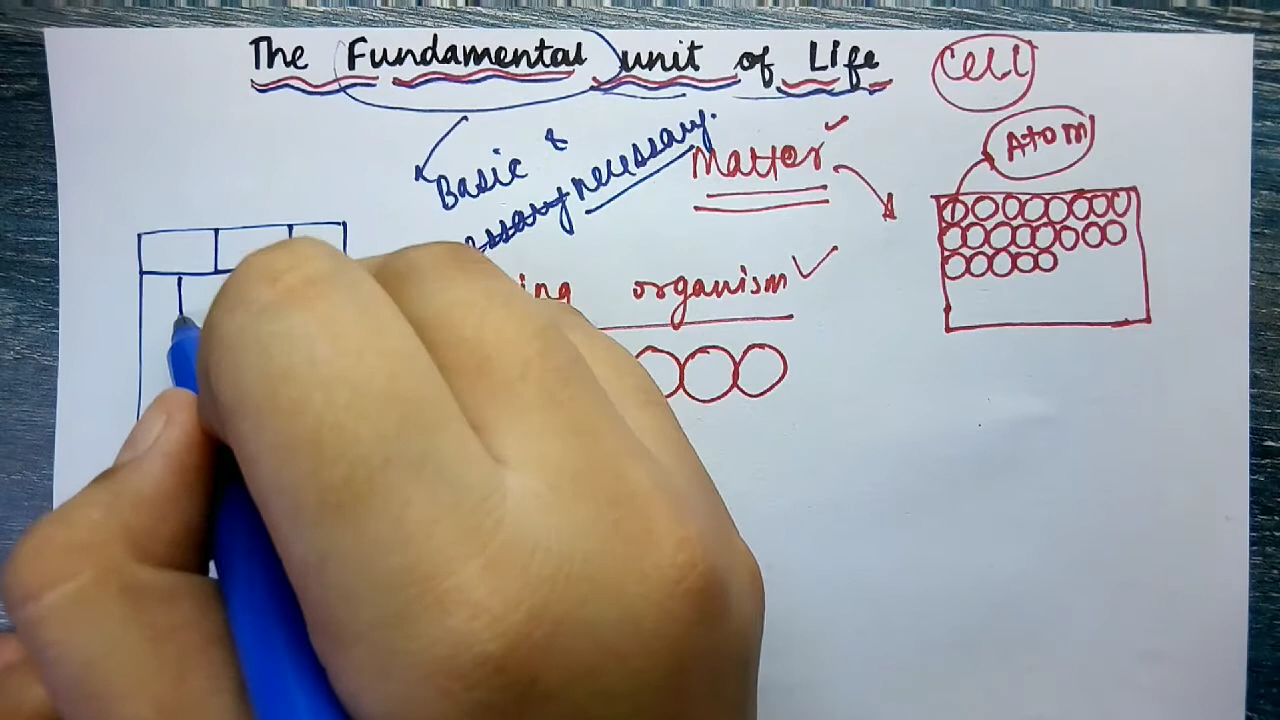 The Fundamental unit of Life Cell
Basic &
necessary.
Matter
Atom
organism